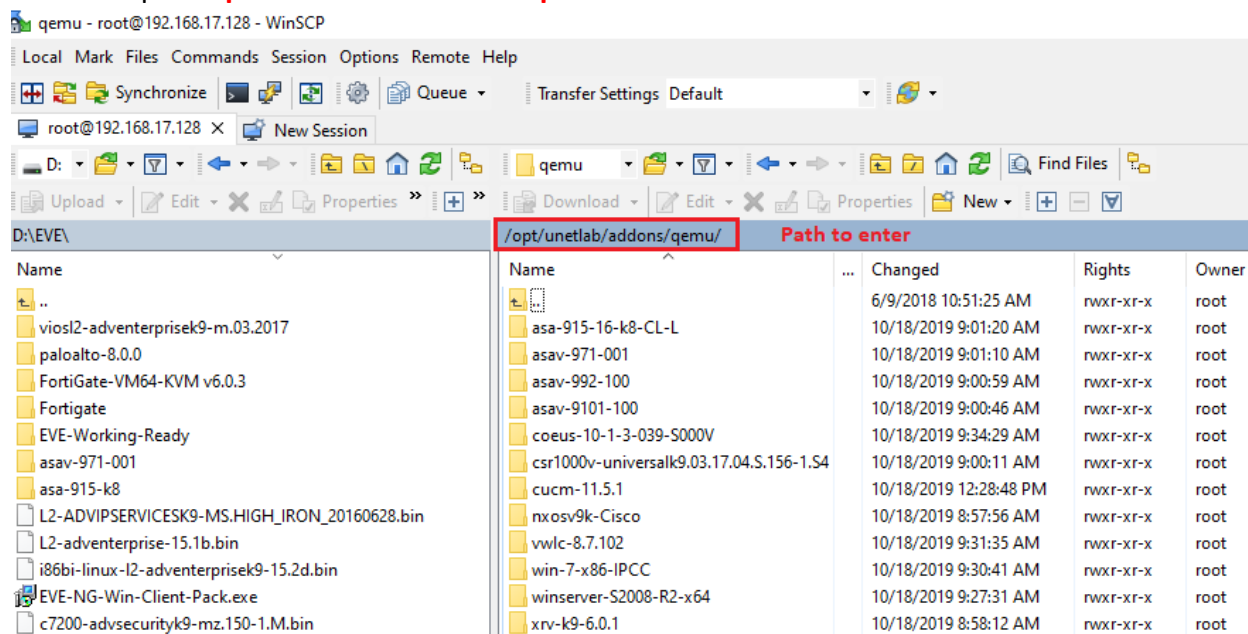 qemu - root@192.168.17.128 - WinSCP
Local Mark Files Commands Session Options Remote Help
Synchronize Queue Transfer Settings Default
root@192.168.17.128 X New Session
D: qemu Find Files
Upload Edit Properties » » Download Edit Properties New
D:\EVE\ /opt/unetlab/addons/qemu/ Path to enter
Name Name ... Changed Rights Owner
.. .. 6/9/2018 10:51:25 AM rwxr-xr-x root
viosl2-adventerprisek9-m.03.2017 asa-915-16-k8-CL-L 10/18/2019 9:01:20 AM rwxr-xr-x root
paloalto-8.0.0 asav-971-001 10/18/2019 9:01:10 AM rwxr-xr-x root
FortiGate-VM64-KVM v6.0.3 asav-992-100 10/18/2019 9:00:59 AM rwxr-xr-x root
Fortigate asav-9101-100 10/18/2019 9:00:46 AM rwxr-xr-x root
EVE-Working-Ready coeus-10-1-3-039-S000V 10/18/2019 9:34:29 AM rwxr-xr-x root
asav-971-001 csr1000v-universalk9.03.17.04.S.156-1.S4 10/18/2019 9:00:11 AM rwxr-xr-x root
asa-915-k8 cucm-11.5.1 10/18/2019 12:28:48 PM rwxr-xr-x root
L2-ADVIPSERVICESK9-MS.HIGH_IRON_20160628.bin nxosv9k-Cisco 10/18/2019 8:57:56 AM rwxr-xr-x root
L2-adventerprise-15.1b.bin vwlc-8.7.102 10/18/2019 9:31:35 AM rwxr-xr-x root
i86bi-linux-l2-adventerprisek9-15.2d.bin win-7-x86-IPCC 10/18/2019 9:30:41 AM rwxr-xr-x root
EVE-NG-Win-Client-Pack.exe winserver-S2008-R2-x64 10/18/2019 9:27:31 AM rwxr-xr-x root
c7200-advsecurityk9-mz.150-1.M.bin xrv-k9-6.0.1 10/18/2019 8:58:12 AM rwxr-xr-x root